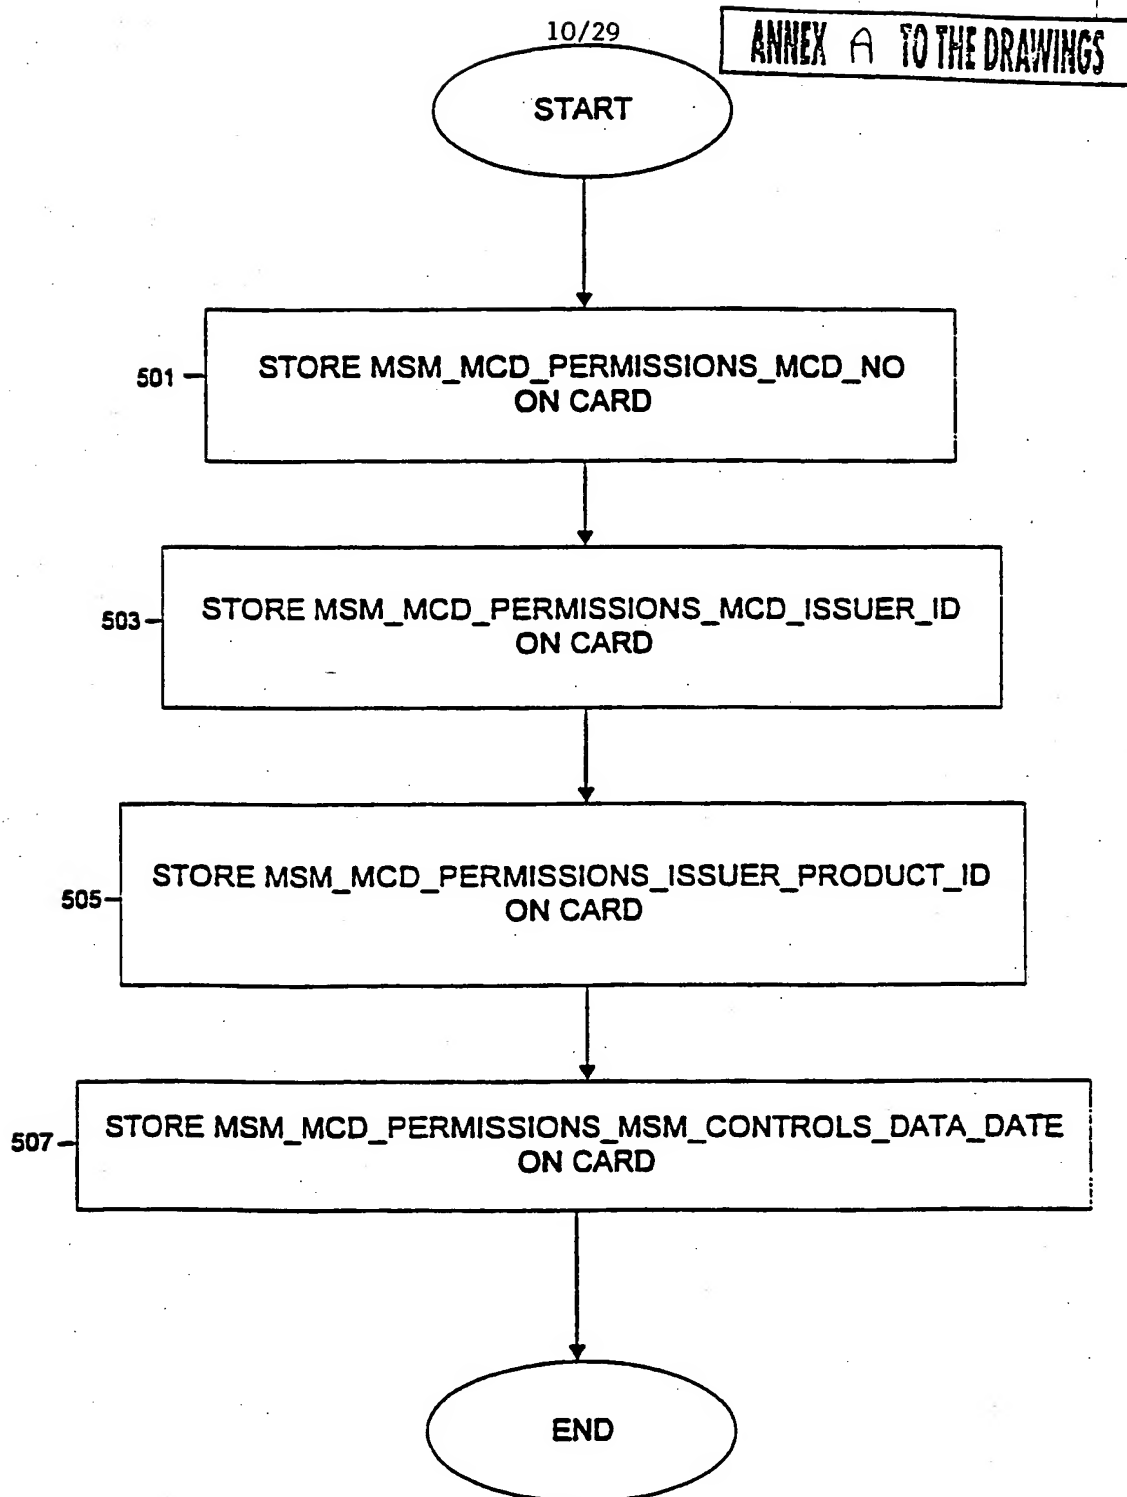 10/29
ANNEX A TO THE DRAWINGS
START
501
STORE MSM_MCD_PERMISSIONS_MCD_NO
ON CARD
503
STORE MSM_MCD_PERMISSIONS_MCD_ISSUER_ID
ON CARD
505
STORE MSM_MCD_PERMISSIONS_ISSUER_PRODUCT_ID
ON CARD
507
STORE MSM_MCD_PERMISSIONS_MSM_CONTROLS_DATA_DATE
ON CARD
END